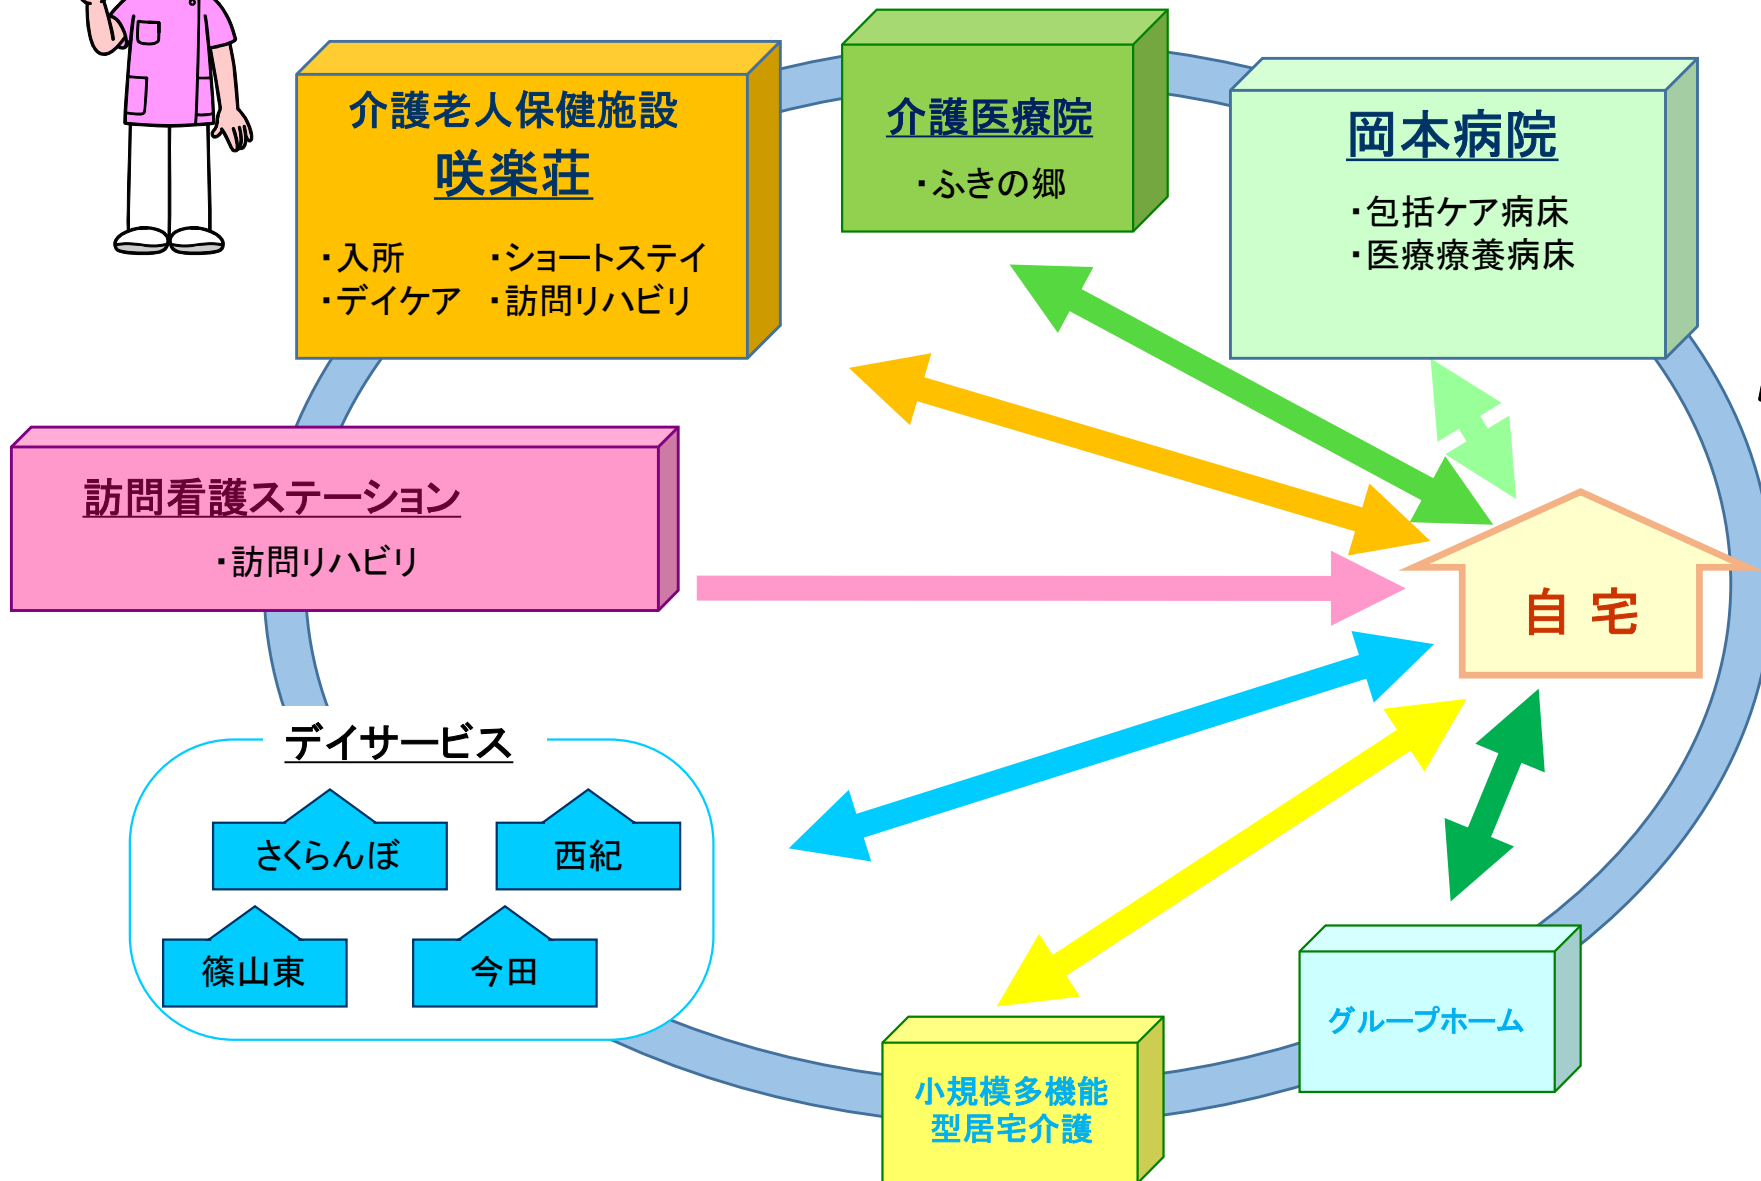 介護老人保健施設
咲楽荘
・入所 ・ショートステイ
・デイケア ・訪問リハビリ
介護医療院
・ふきの郷
岡本病院
・包括ケア病床
・医療療養病床
訪問看護ステーション
・訪問リハビリ
自 宅
デイサービス
さくらんぼ
西紀
篠山東
今田
小規模多機能
型居宅介護
グループホーム